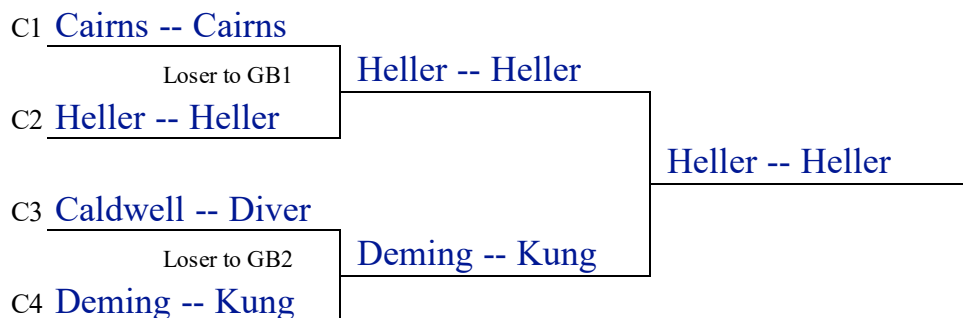 C1 Cairns -- Cairns
Loser to GB1
Heller -- Heller
C2 Heller -- Heller
Heller -- Heller
C3 Caldwell -- Diver
Loser to GB2
Deming -- Kung
C4 Deming -- Kung